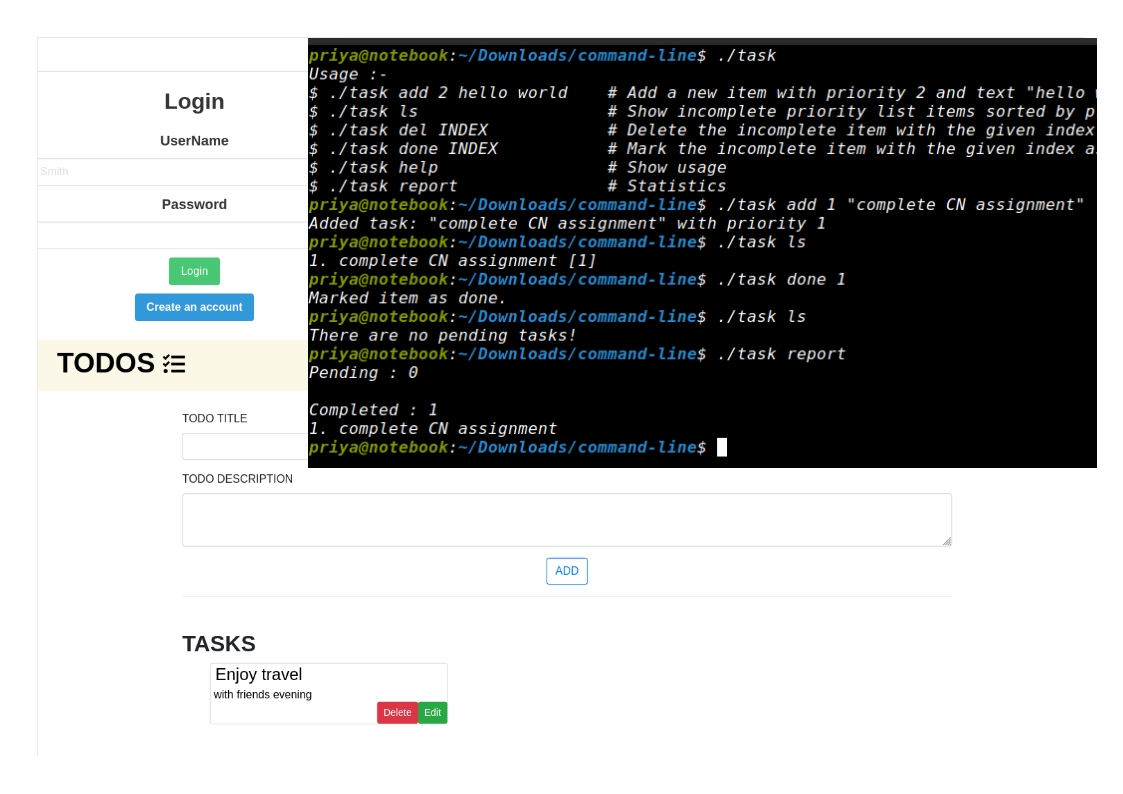 Login
UserName
Smith
Password
Login
Create an account
TODOS
TODO TITLE
priya@notebook:~/Downloads/command-line$ ./task
Usage :-
$ ./task add 2 hello world    # Add a new item with priority 2 and text "hello
$ ./task ls                   # Show incomplete priority list items sorted by p
$ ./task del INDEX            # Delete the incomplete item with the given index
$ ./task done INDEX           # Mark the incomplete item with the given index a
$ ./task help                 # Show usage
$ ./task report               # Statistics
priya@notebook:~/Downloads/command-line$ ./task add 1 "complete CN assignment"
Added task: "complete CN assignment" with priority 1
priya@notebook:~/Downloads/command-line$ ./task ls
1. complete CN assignment [1]
priya@notebook:~/Downloads/command-line$ ./task done 1
Marked item as done.
priya@notebook:~/Downloads/command-line$ ./task ls
There are no pending tasks!
priya@notebook:~/Downloads/command-line$ ./task report
Pending : 0
Completed : 1
1. complete CN assignment
priya@notebook:~/Downloads/command-line$
TODO DESCRIPTION
ADD
TASKS
Enjoy travel
with friends evening
Delete Edit